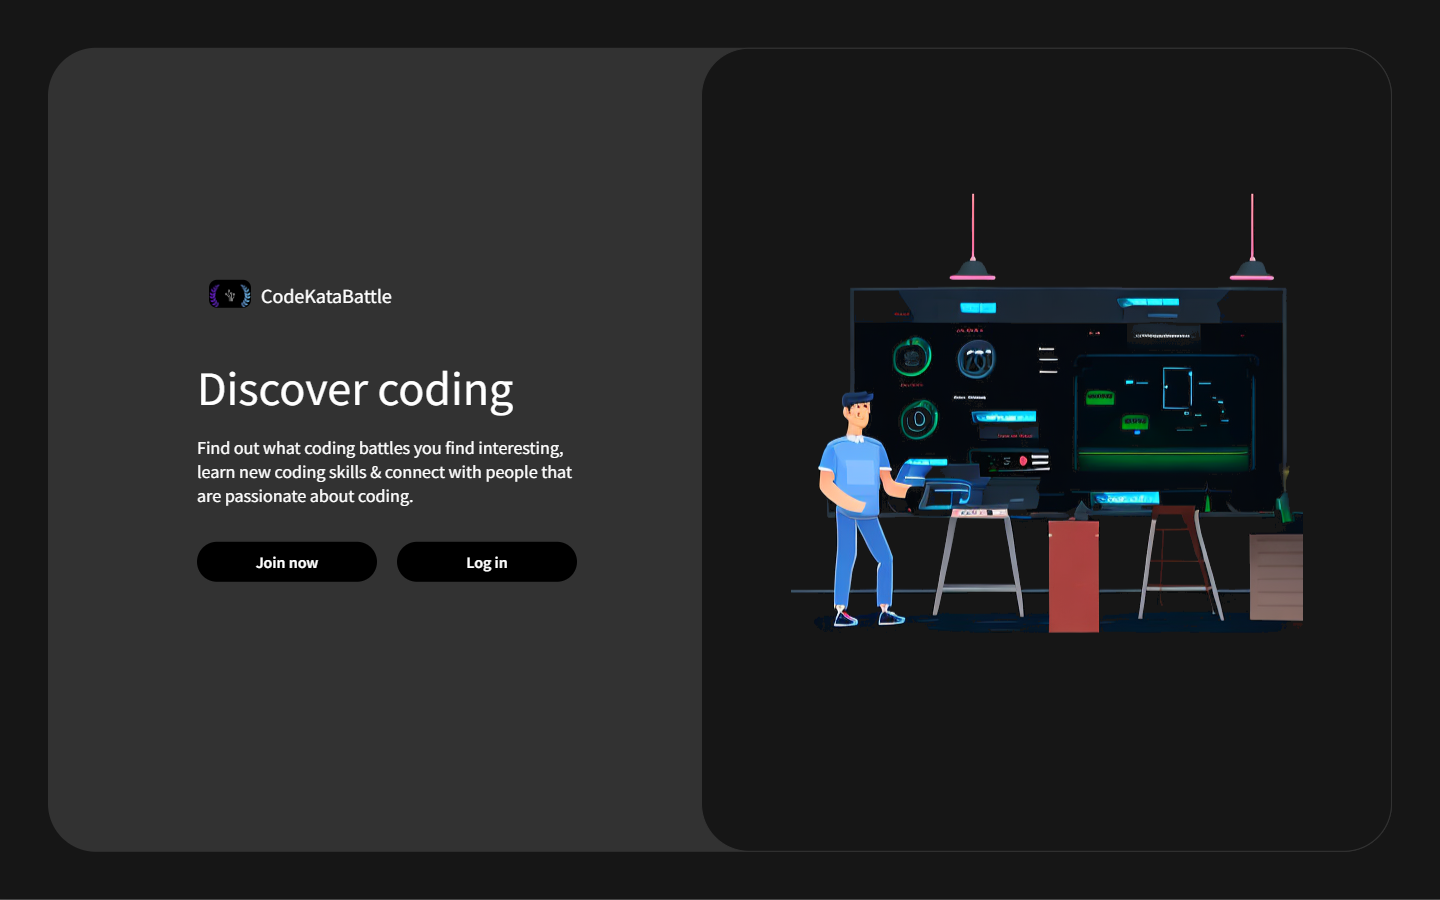 CodeKataBattle
Discover coding
Find out what coding battles you find interesting,
learn new coding skills & connect with people that
are passionate about coding.
Join now
Log in